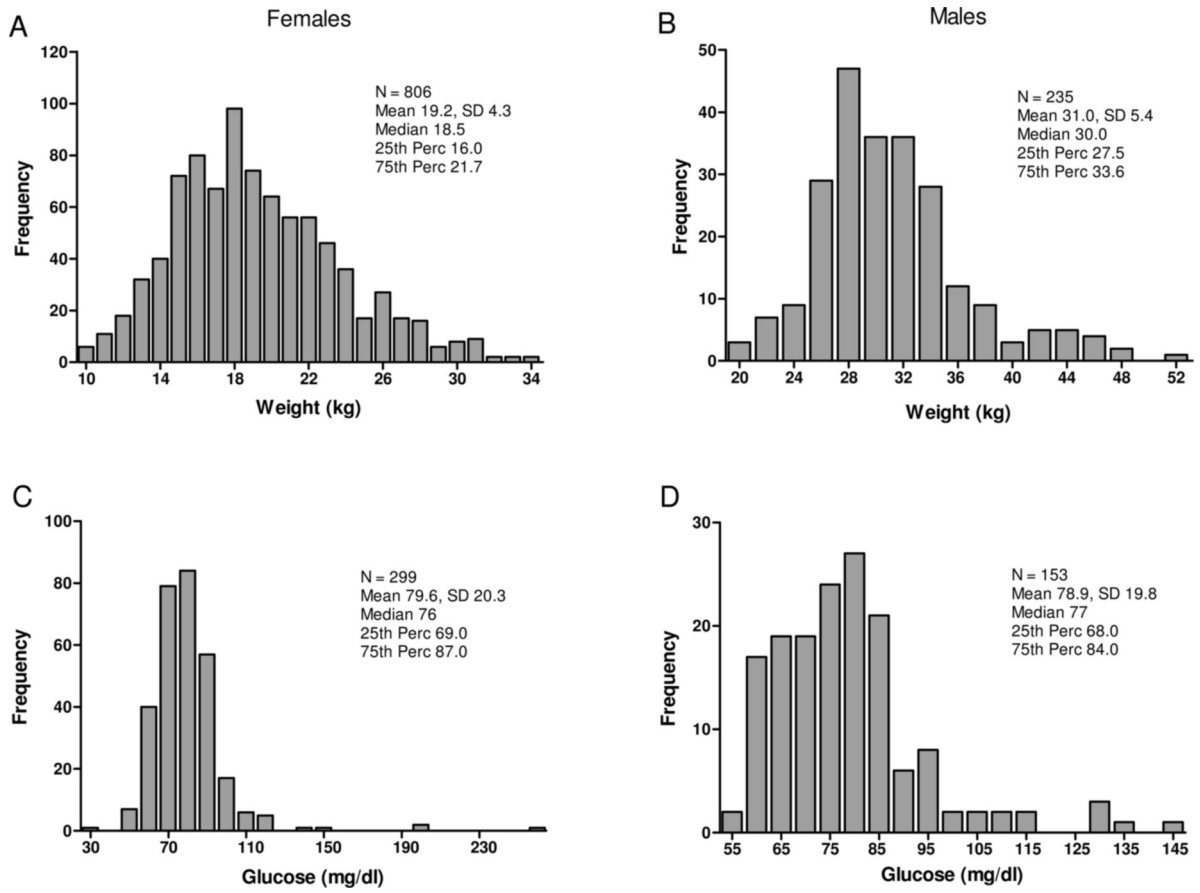 A
Females
B
Males
120
100
80
60
40
20
0
Frequency
N = 806
Mean 19.2, SD 4.3
Median 18.5
25th Perc 16.0
75th Perc 21.7
10 14 18 22 26 30 34
Weight (kg)
50
40
30
20
10
0
Frequency
N = 235
Mean 31.0, SD 5.4
Median 30.0
25th Perc 27.5
75th Perc 33.6
20 24 28 32 36 40 44 48 52
Weight (kg)
C
100
80
60
40
20
0
Frequency
N = 299
Mean 79.6, SD 20.3
Median 76
25th Perc 69.0
75th Perc 87.0
30 70 110 150 190 230
Glucose (mg/dl)
D
30
20
10
0
Frequency
N = 153
Mean 78.9, SD 19.8
Median 77
25th Perc 68.0
75th Perc 84.0
55 65 75 85 95 105 115 125 135 145
Glucose (mg/dl)